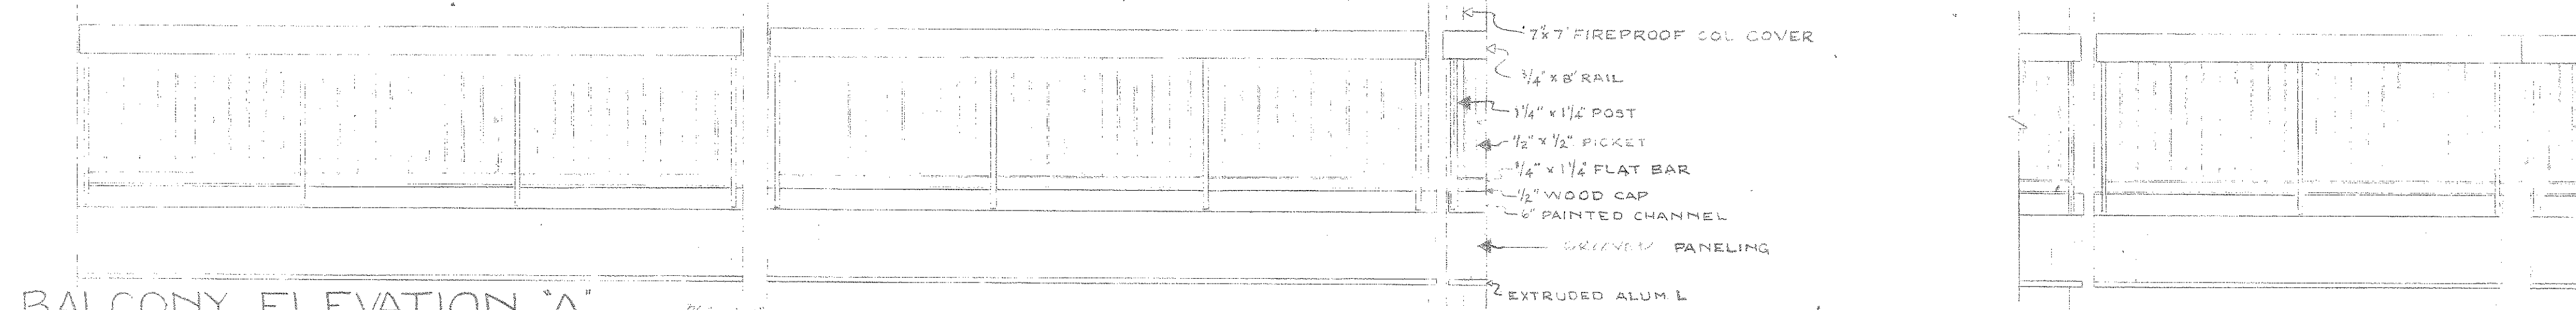 7"x7" FIREPROOF COL COVER
3/4" x 8" RAIL
1 1/4" x 1 1/4" POST
1/2" x 1/2" PICKET
3/4" x 1 1/4" FLAT BAR
1/2" WOOD CAP
6" PAINTED CHANNEL
PANELING
EXTRUDED ALUM L
BALCONY ELEVATION "A"